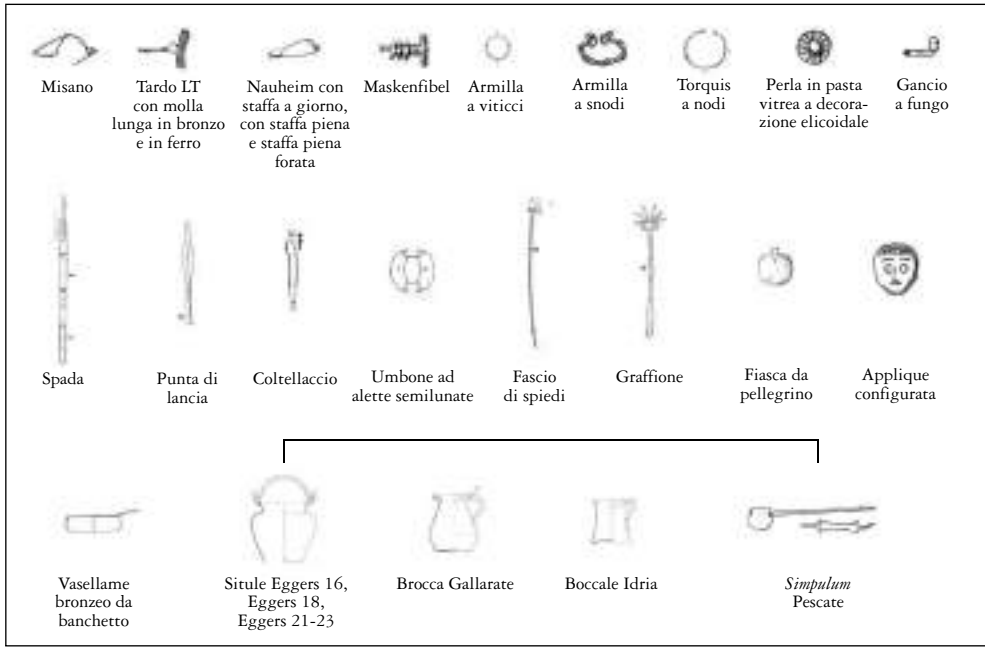 Misano
Tardo LT
con molla
lunga in bronzo
e in ferro
Nauheim con
staffa a giorno,
con staffa piena
e staffa piena
forata
Maskenfibel
Armilla
a viticci
Armilla
a snodi
Torquis
a nodi
Perla in pasta
vitrea a decora-
zione elicoidale
Gancio
a fungo
Spada
Punta di
lancia
Coltellaccio
Umbone ad
alette semilunate
Fascio
di spiedi
Graffione
Fiasca da
pellegrino
Applique
configurata
Vasellame
bronzeo da
banchetto
Situle Eggers 16,
Eggers 18,
Eggers 21-23
Brocca Gallarate
Boccale Idria
Simpulum
Pescate